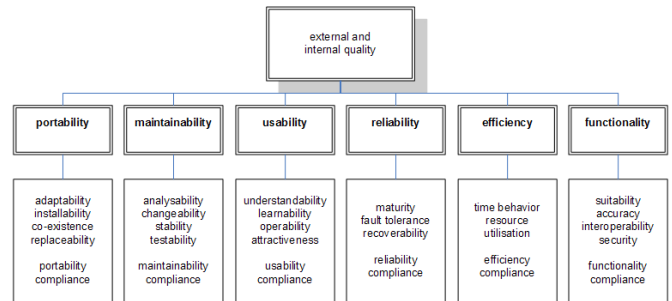 external and
internal quality
portability
maintainability
usability
reliability
efficiency
functionality
adaptability
installability
co-existence
replaceability
portability
compliance
analysability
changeability
stability
testability
maintainability
compliance
understandability
learnability
operability
attractiveness
usability
compliance
maturity
fault tolerance
recoverability
reliability
compliance
time behavior
resource
utilisation
efficiency
compliance
suitability
accuracy
interoperability
security
functionality
compliance